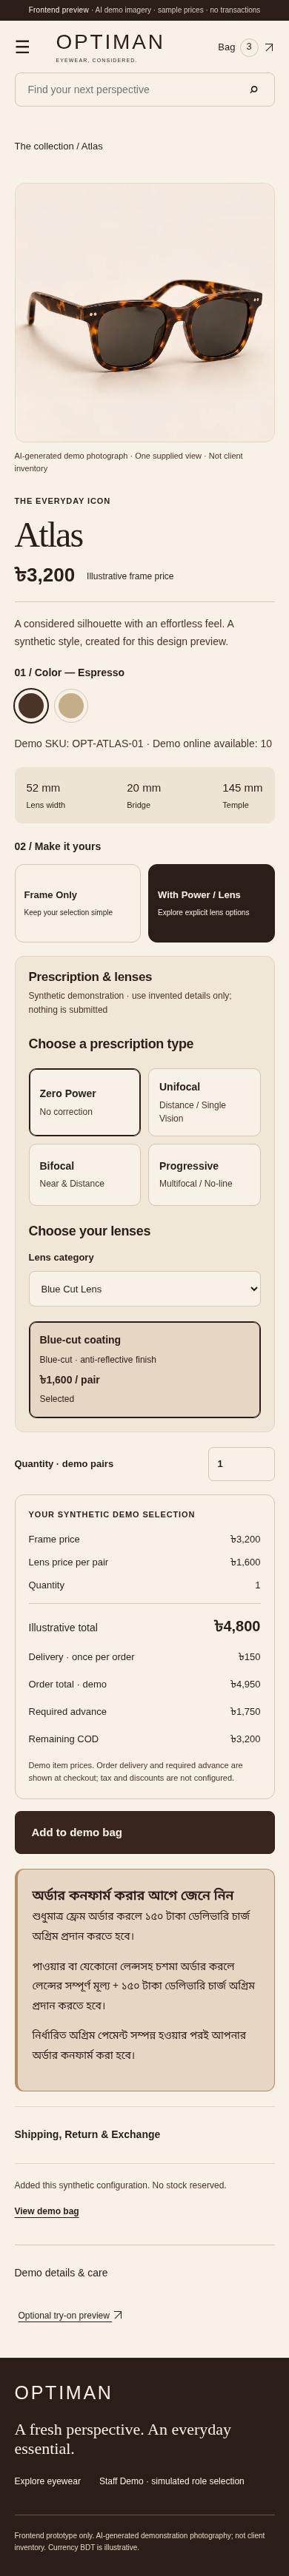 Frontend preview · AI demo imagery · sample prices · no transactions
OPTIMAN
EYEWEAR, CONSIDERED.
Bag 3
Find your next perspective
The collection / Atlas
AI-generated demo photograph · One supplied view · Not client
inventory
THE EVERYDAY ICON
Atlas
৳3,200 Illustrative frame price
A considered silhouette with an effortless feel. A
synthetic style, created for this design preview.
01 / Color — Espresso
Demo SKU: OPT-ATLAS-01 · Demo online available: 10
52 mm 20 mm 145 mm
Lens width Bridge Temple
02 / Make it yours
Frame Only
Keep your selection simple
With Power / Lens
Explore explicit lens options
Prescription & lenses
Synthetic demonstration · use invented details only;
nothing is submitted
Choose a prescription type
Zero Power
No correction
Unifocal
Distance / Single
Vision
Bifocal
Near & Distance
Progressive
Multifocal / No-line
Choose your lenses
Lens category
Blue Cut Lens
Blue-cut coating
Blue-cut · anti-reflective finish
৳1,600 / pair
Selected
Quantity · demo pairs 1
YOUR SYNTHETIC DEMO SELECTION
Frame price ৳3,200
Lens price per pair ৳1,600
Quantity 1
Illustrative total ৳4,800
Delivery · once per order ৳150
Order total · demo ৳4,950
Required advance ৳1,750
Remaining COD ৳3,200
Demo item prices. Order delivery and required advance are
shown at checkout; tax and discounts are not configured.
Add to demo bag
অর্ডার কনফার্ম করার আগে জেনে নিন
শুধুমাত্র ফ্রেম অর্ডার করলে ১৫০ টাকা ডেলিভারি চার্জ
অগ্রিম প্রদান করতে হবে।
পাওয়ার বা যেকোনো লেন্সসহ চশমা অর্ডার করলে
লেন্সের সম্পূর্ণ মূল্য + ১৫০ টাকা ডেলিভারি চার্জ অগ্রিম
প্রদান করতে হবে।
নির্ধারিত অগ্রিম পেমেন্ট সম্পন্ন হওয়ার পরই আপনার
অর্ডার কনফার্ম করা হবে।
Shipping, Return & Exchange
Added this synthetic configuration. No stock reserved.
View demo bag
Demo details & care
Optional try-on preview
OPTIMAN
A fresh perspective. An everyday
essential.
Explore eyewear Staff Demo · simulated role selection
Frontend prototype only. AI-generated demonstration photography; not client
inventory. Currency BDT is illustrative.